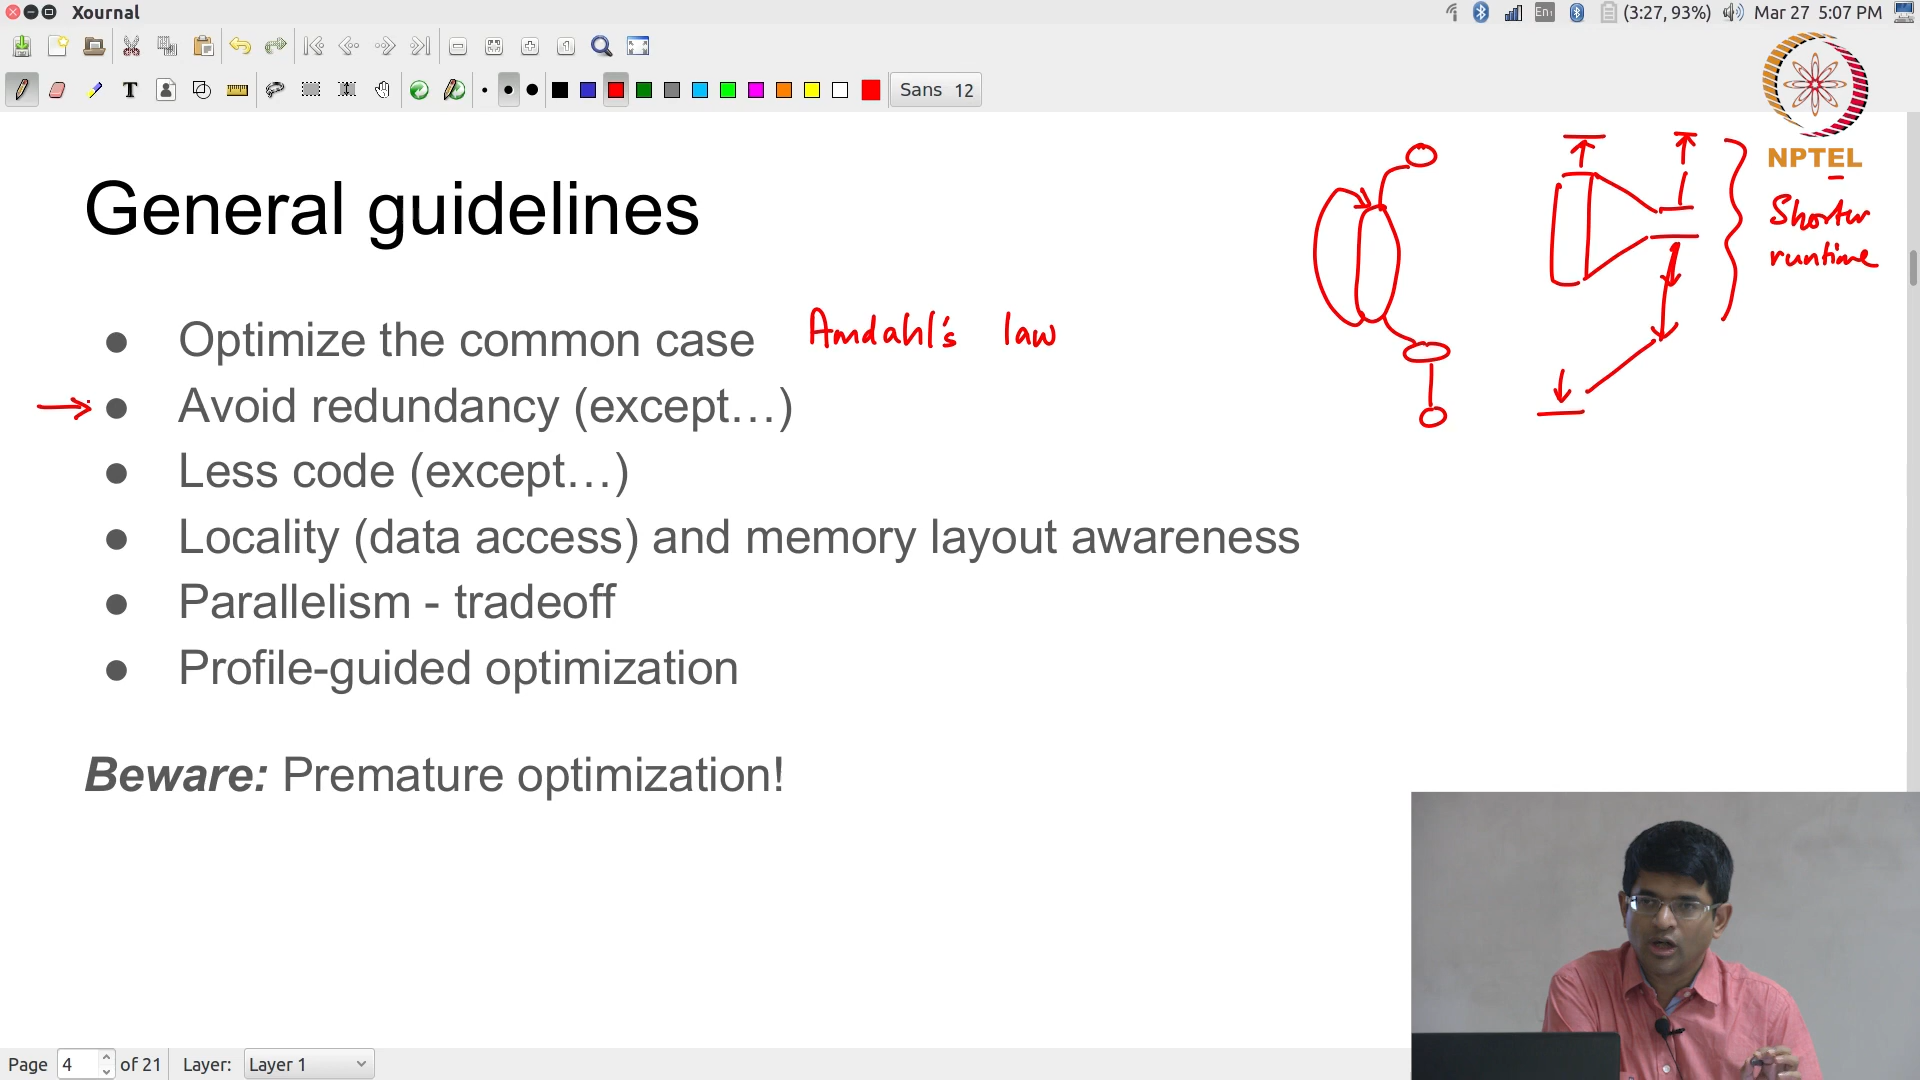 Xournal
En1
(3:27, 93%)
Mar 27 5:07 PM
Sans 12
NPTEL
General guidelines
Shorter
runtime
● Optimize the common case
Amdahl's law
● Avoid redundancy (except...)
● Less code (except...)
● Locality (data access) and memory layout awareness
● Parallelism - tradeoff
● Profile-guided optimization
Beware: Premature optimization!
Page 4 of 21 Layer: Layer 1